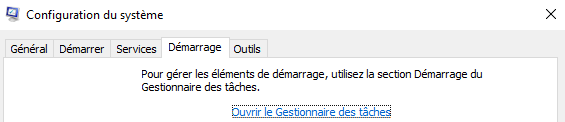 Configuration du système
Général Démarrer Services Démarrage Outils
Pour gérer les éléments de démarrage, utilisez la section Démarrage du
Gestionnaire des tâches.
Ouvrir le Gestionnaire des tâches